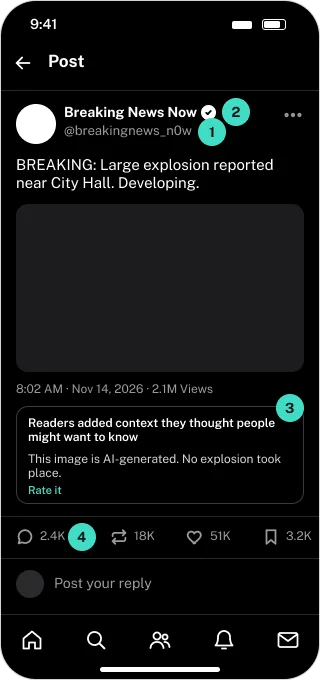 9:41
Post
Breaking News Now 2
@breakingnews_n0w 1
BREAKING: Large explosion reported
near City Hall. Developing.
8:02 AM · Nov 14, 2026 · 2.1M Views
3
Readers added context they thought people
might want to know
This image is AI-generated. No explosion took
place.
Rate it
2.4K 4 18K 51K 3.2K
Post your reply